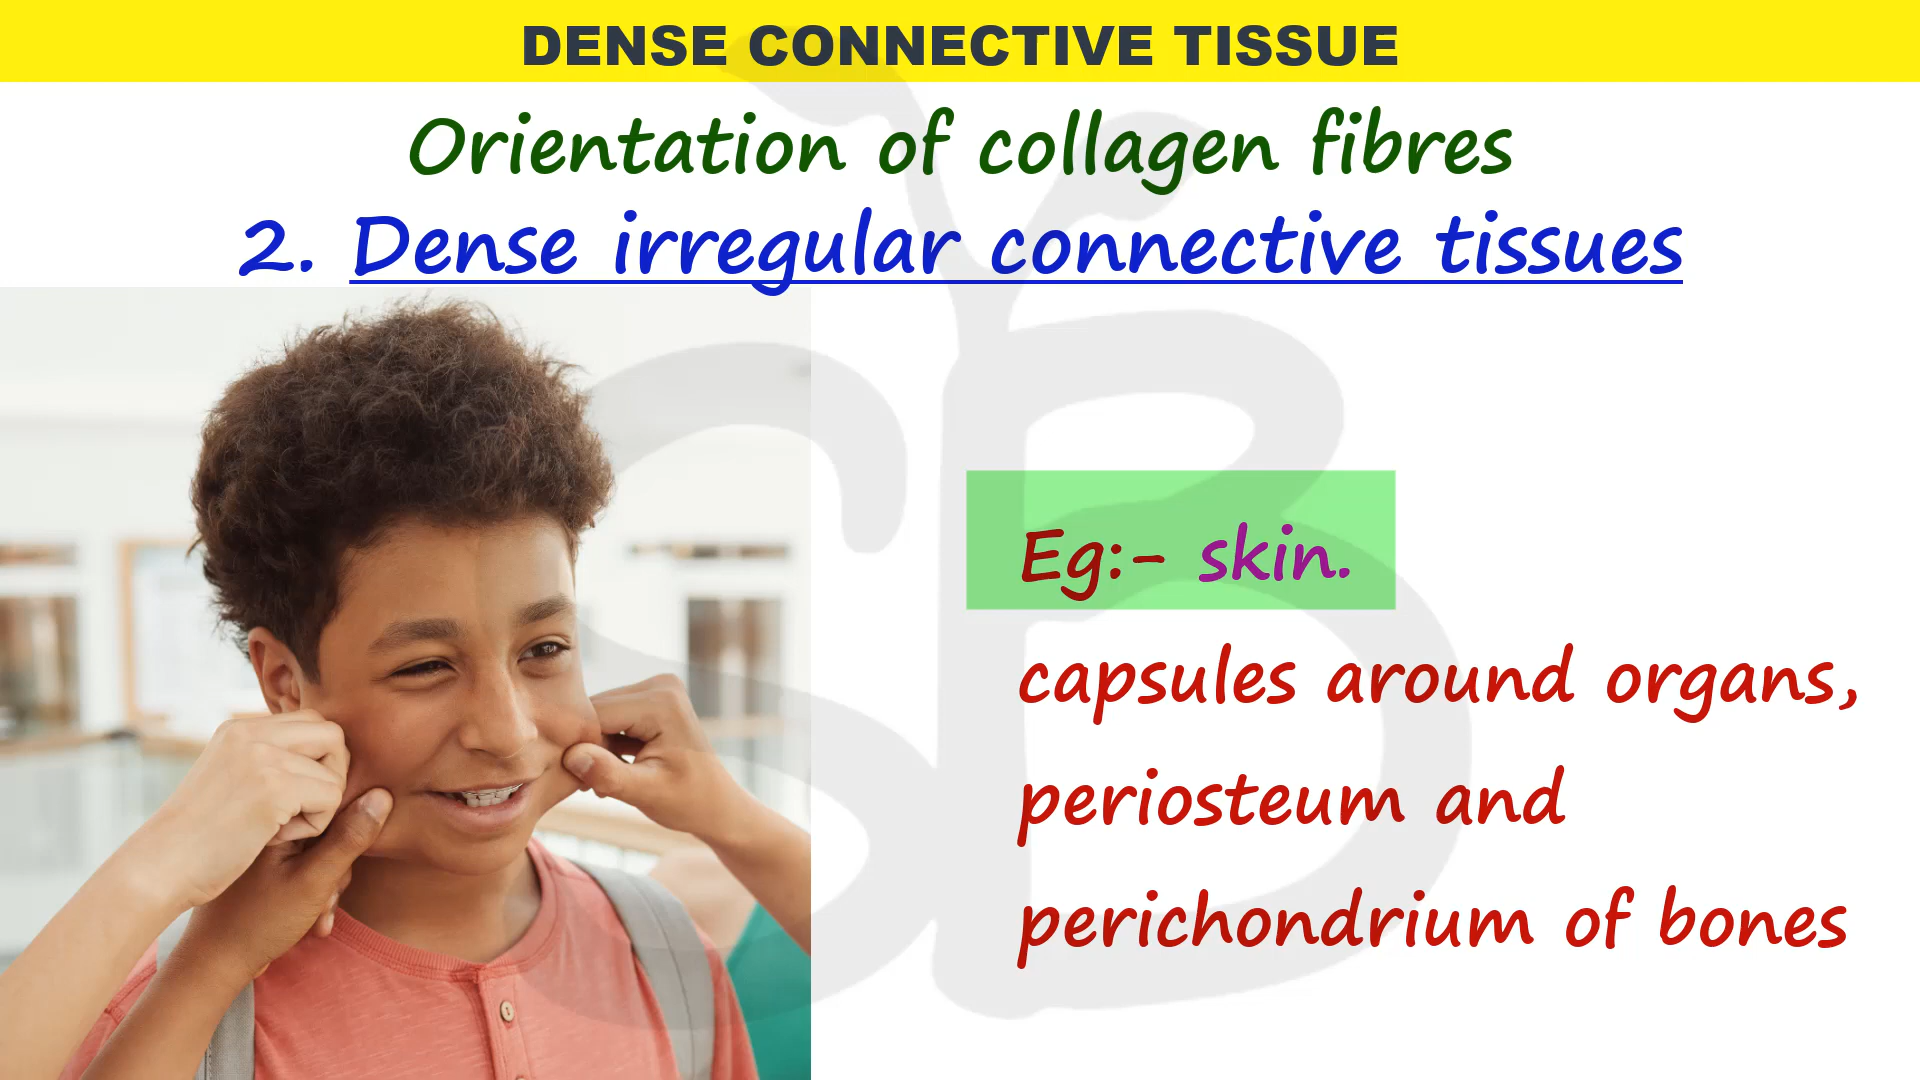 DENSE CONNECTIVE TISSUE
Orientation of collagen fibres
2. Dense irregular connective tissues
Eg:- skin.
capsules around organs,
periosteum and
perichondrium of bones
SB